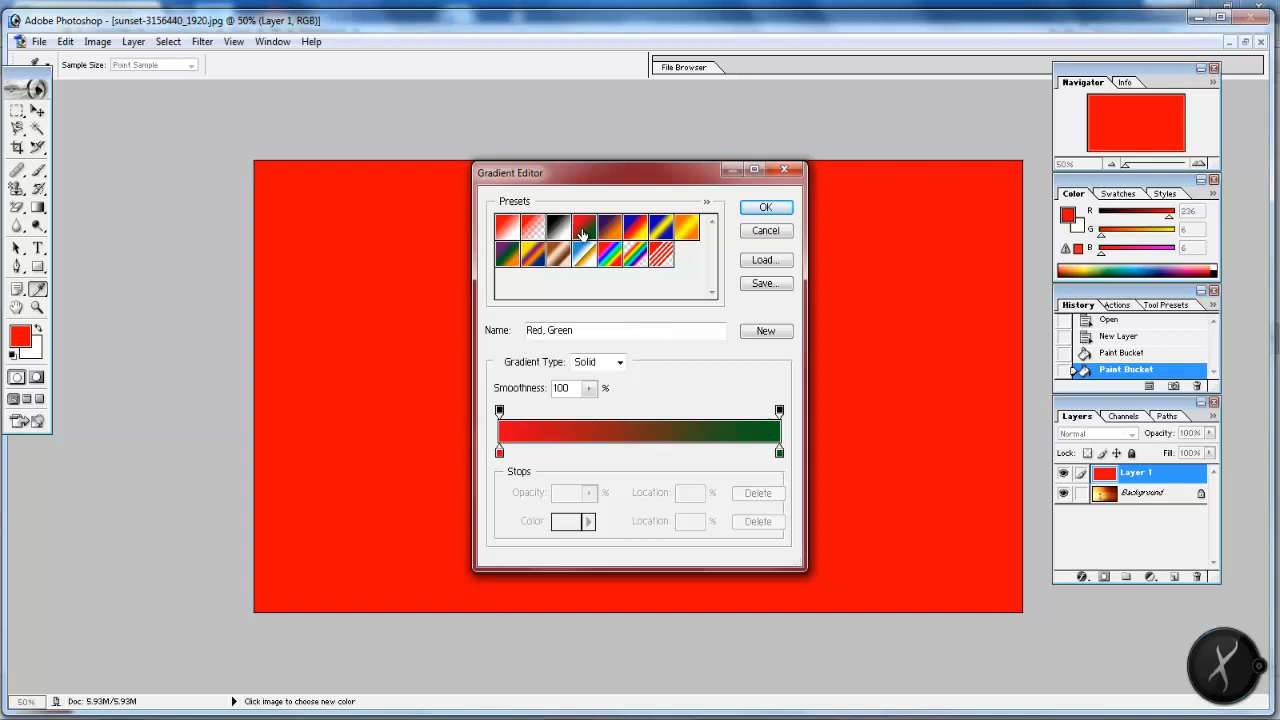 Adobe Photoshop - [sunset-3156440_1920.jpg @ 50% (Layer 1, RGB)]
File Edit Image Layer Select Filter View Window Help
Sample Size: Point Sample
File Browser
Navigator Info
50%
Color Swatches Styles
R 236
G 6
B 6
History Actions Tool Presets
Open
New Layer
Paint Bucket
Paint Bucket
Layers Channels Paths
Normal Opacity: 100%
Lock: Fill: 100%
Layer 1
Background
Gradient Editor
Presets
OK
Cancel
Load...
Save...
Name: Red, Green New
Gradient Type: Solid
Smoothness: 100 %
Stops
Opacity: % Location: % Delete
Color Location: % Delete
50% Doc: 5.93M/5.93M Click image to choose new color